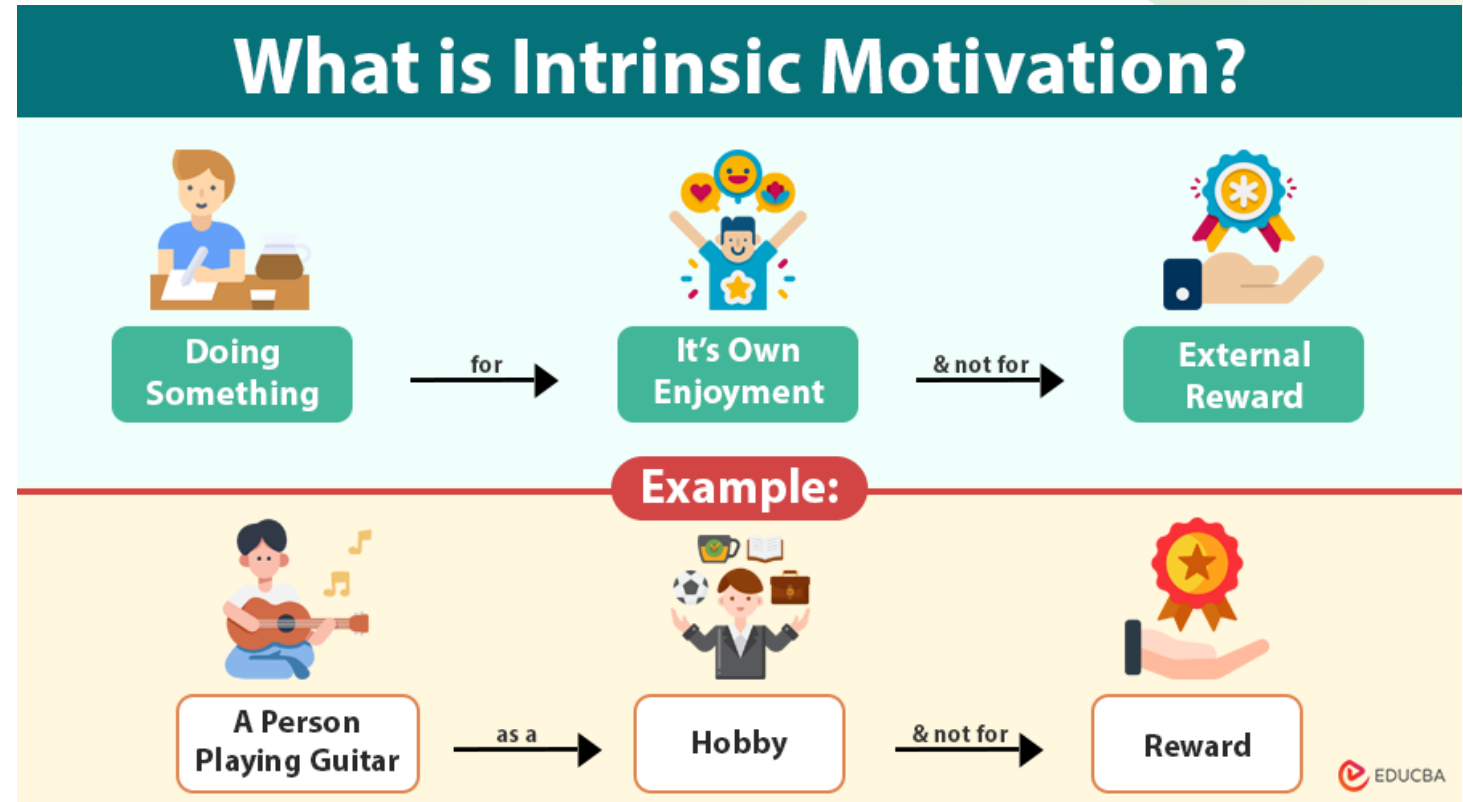 What is Intrinsic Motivation?
Doing
Something
for
It's Own
Enjoyment
& not for
External
Reward
Example:
A Person
Playing Guitar
as a
Hobby
& not for
Reward
EDUCBA